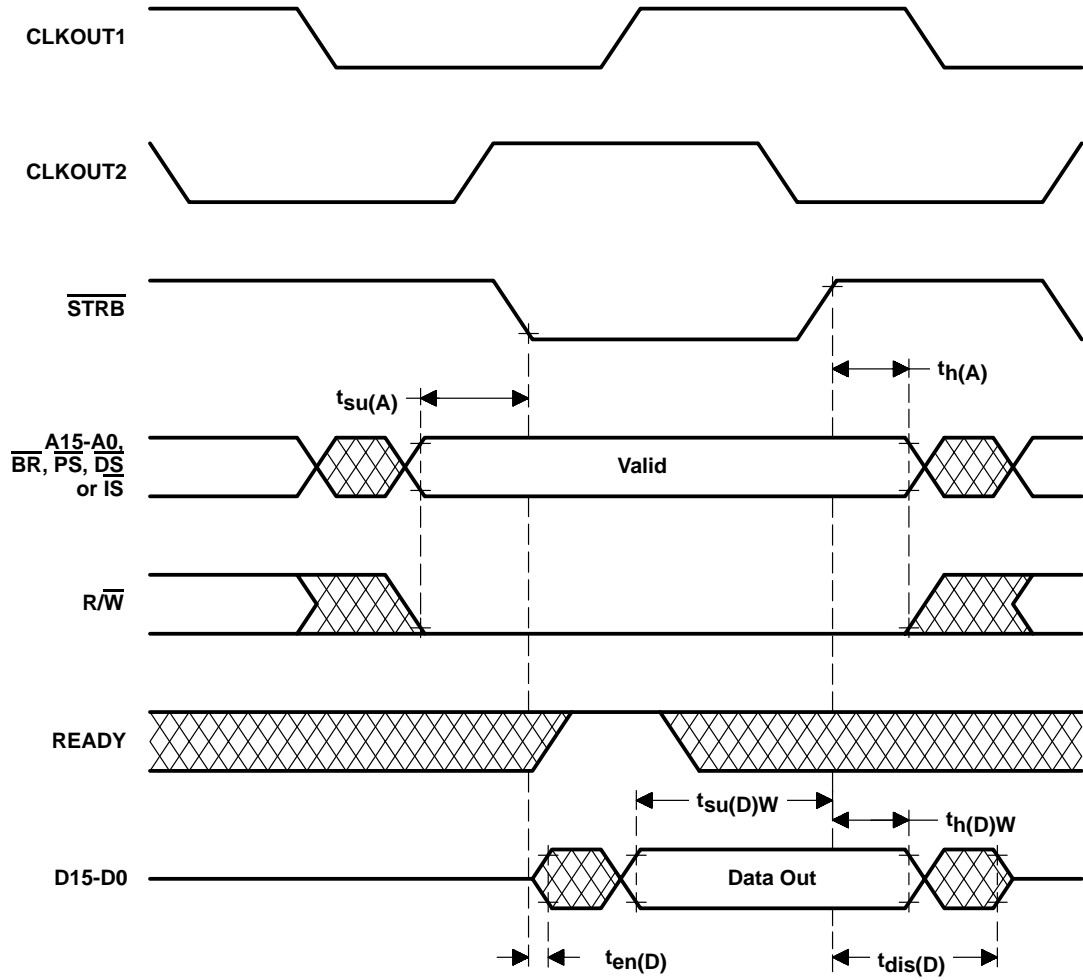 CLKOUT1
CLKOUT2
STRB
th(A)
tsu(A)
A15-A0,
BR, PS, DS
or IS
Valid
R/W
READY
tsu(D)W
th(D)W
D15-D0
Data Out
ten(D)
tdis(D)